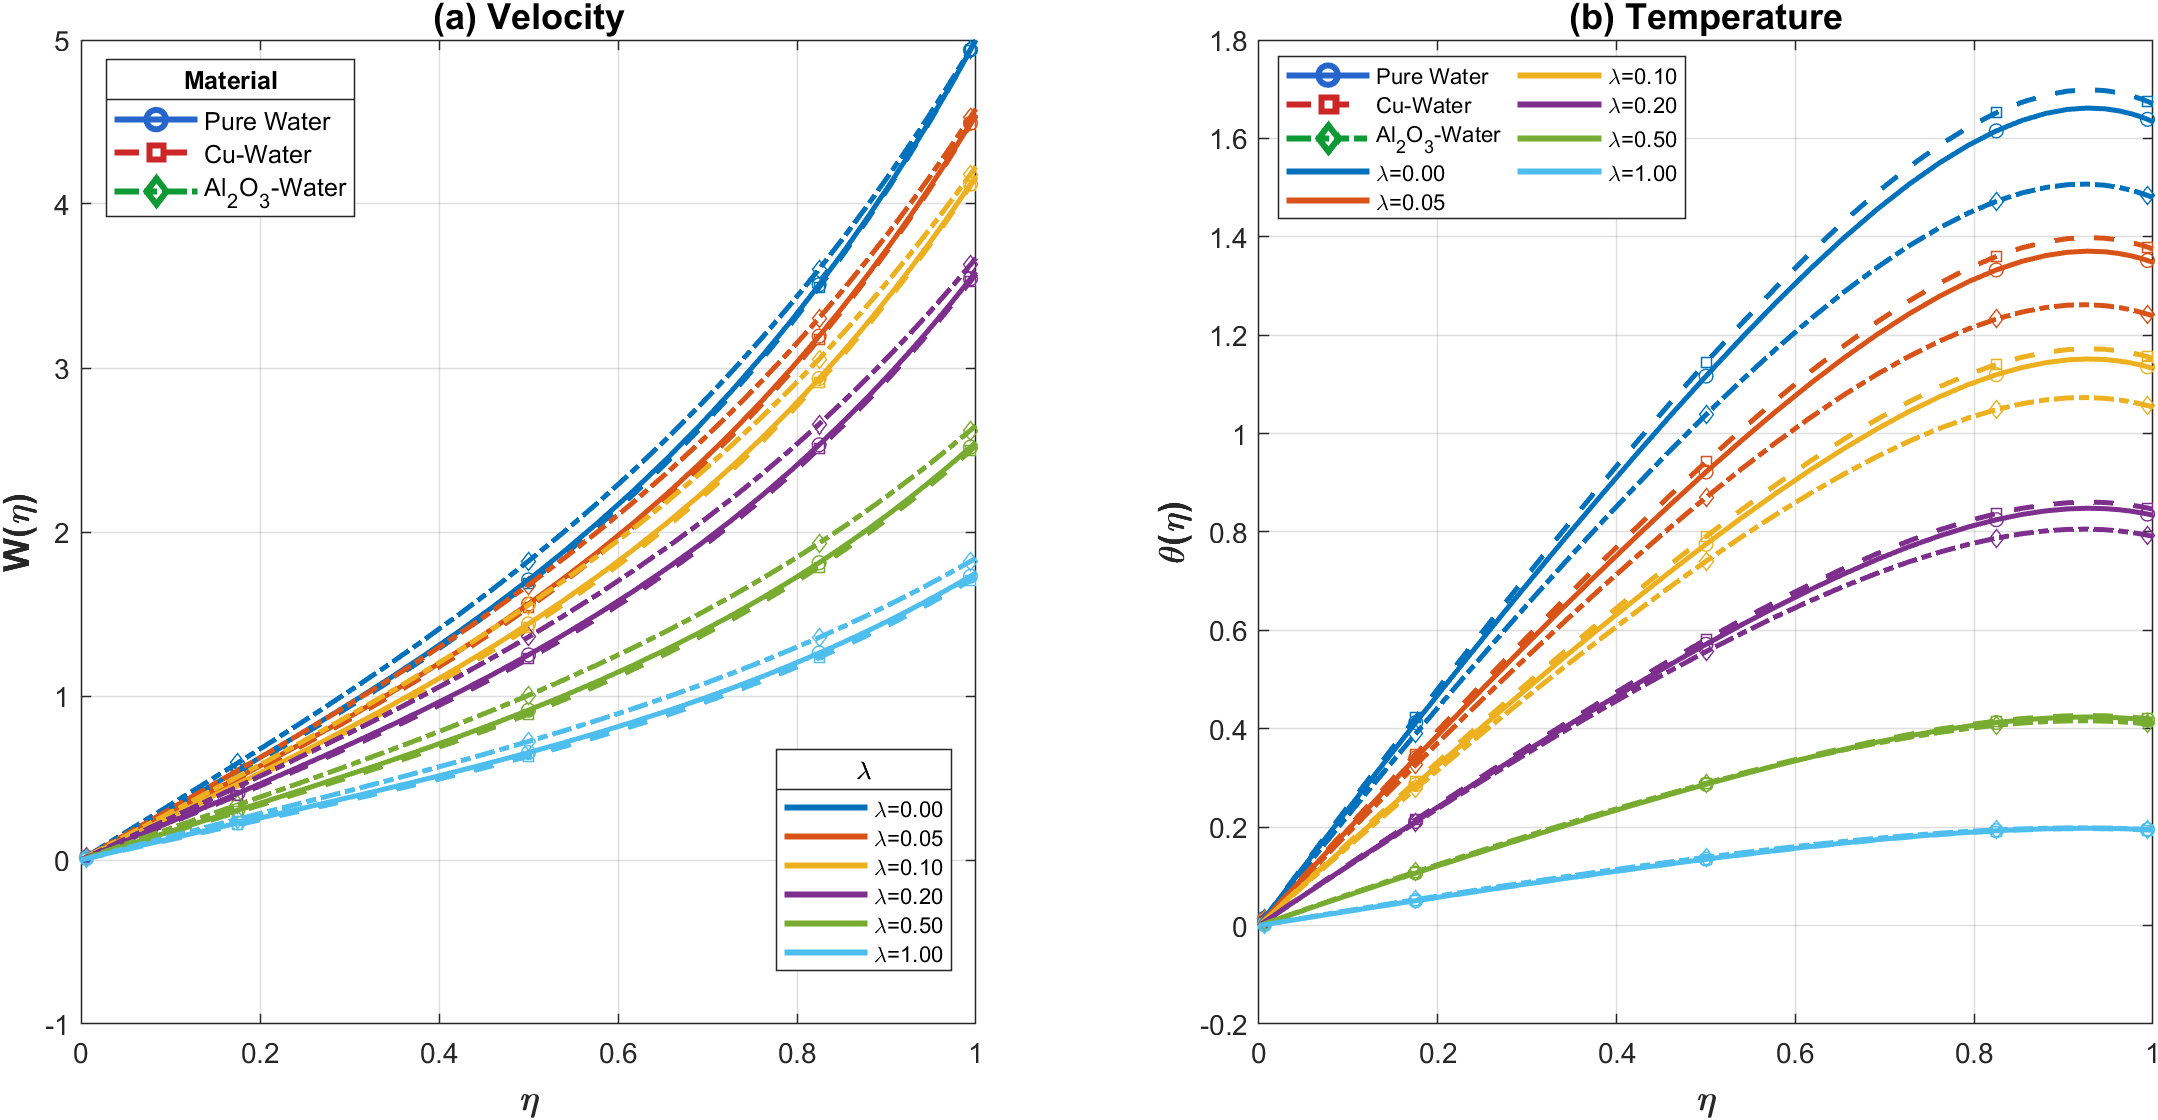 (a) Velocity
5
4
3
2
1
0
-1
0
0.2
0.4
0.6
0.8
1
W(η)
η
Material
Pure Water
Cu-Water
Al2O3-Water
λ
λ=0.00
λ=0.05
λ=0.10
λ=0.20
λ=0.50
λ=1.00
(b) Temperature
1.8
1.6
1.4
1.2
1
0.8
0.6
0.4
0.2
0
-0.2
0
0.2
0.4
0.6
0.8
1
θ(η)
η
Pure Water
Cu-Water
Al2O3-Water
λ=0.00
λ=0.05
λ=0.10
λ=0.20
λ=0.50
λ=1.00